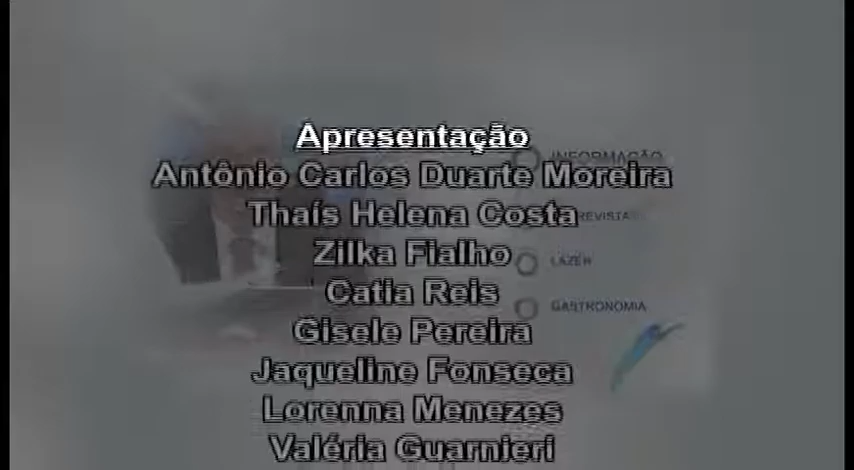 Apresentação
INFORMAÇÃO
Antônio Carlos Duarte Moreira
Thaís Helena Costa
Zilka Fialho
LAZER
Catia Reis
GASTRONOMIA
Gisele Pereira
Jaqueline Fonseca
Lorenna Menezes
Valéria Guarnieri